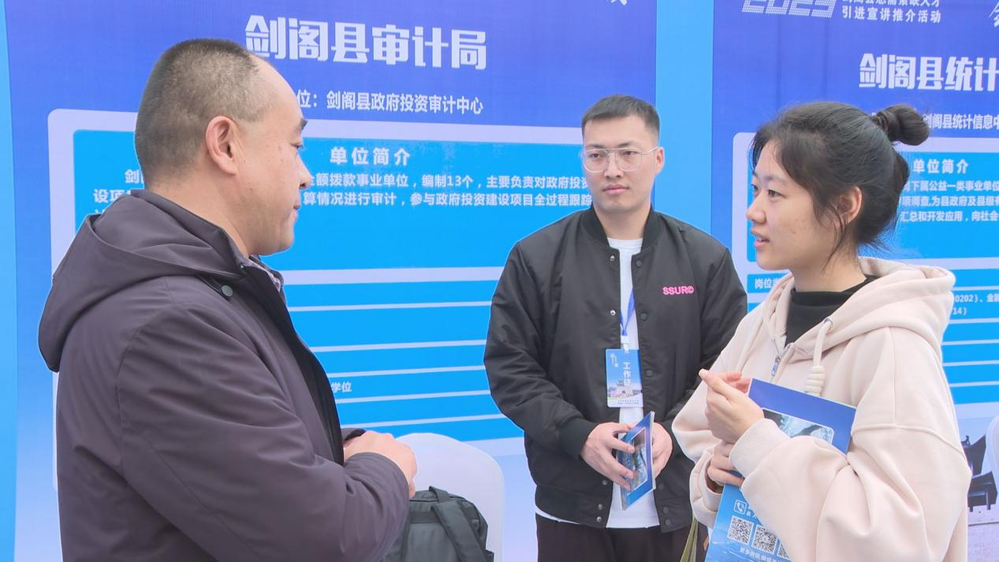 剑阁县审计局
位：剑阁县政府投资审计中心
单位简介
剑
全额拨款事业单位，编制13个，主要负责对政府投资
设项
算情况进行审计，参与政府投资建设项目全过程跟踪
学位
2023
引进宣讲推介活动
剑阁县统计
剑阁县统计信息中
单位简介
下属公益一类事业单位
调查,为县政府及县级
汇总和开发应用，向社会
岗位
0202）、金融
14）
SSUR©
工作证